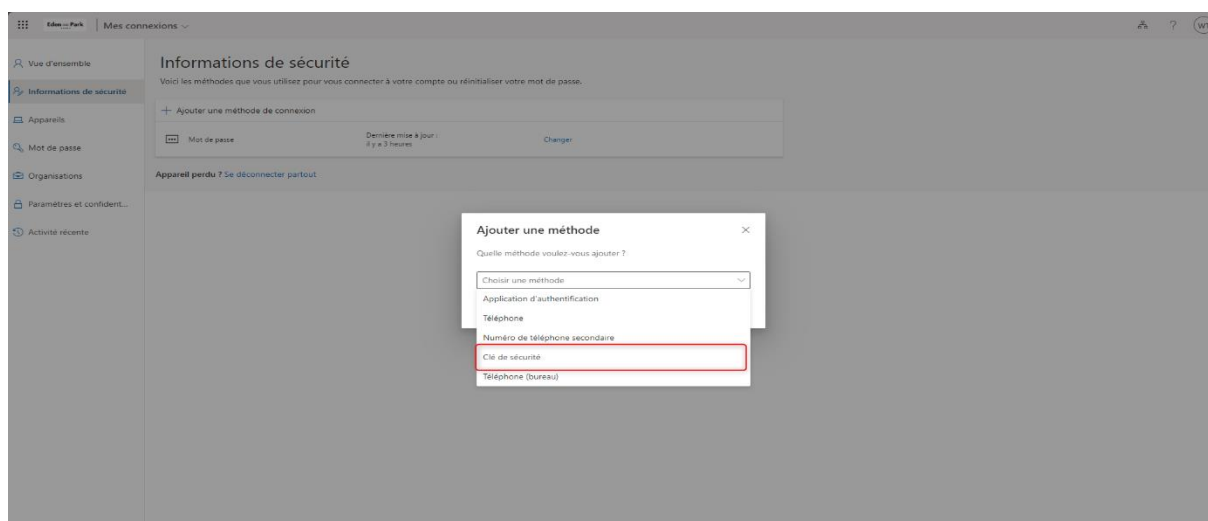 Eden Park Mes connexions
?
Vue d'ensemble
Informations de sécurité
Appareils
Mot de passe
Organisations
Paramètres et confident...
Activité récente
Informations de sécurité
Voici les méthodes que vous utilisez pour vous connecter à votre compte ou réinitialiser votre mot de passe.
+ Ajouter une méthode de connexion
Mot de passe
Dernière mise à jour :
il y a 3 heures
Changer
Appareil perdu ? Se déconnecter partout
Ajouter une méthode
Quelle méthode voulez-vous ajouter ?
Choisir une méthode
Application d'authentification
Téléphone
Numéro de téléphone secondaire
Clé de sécurité
Téléphone (bureau)